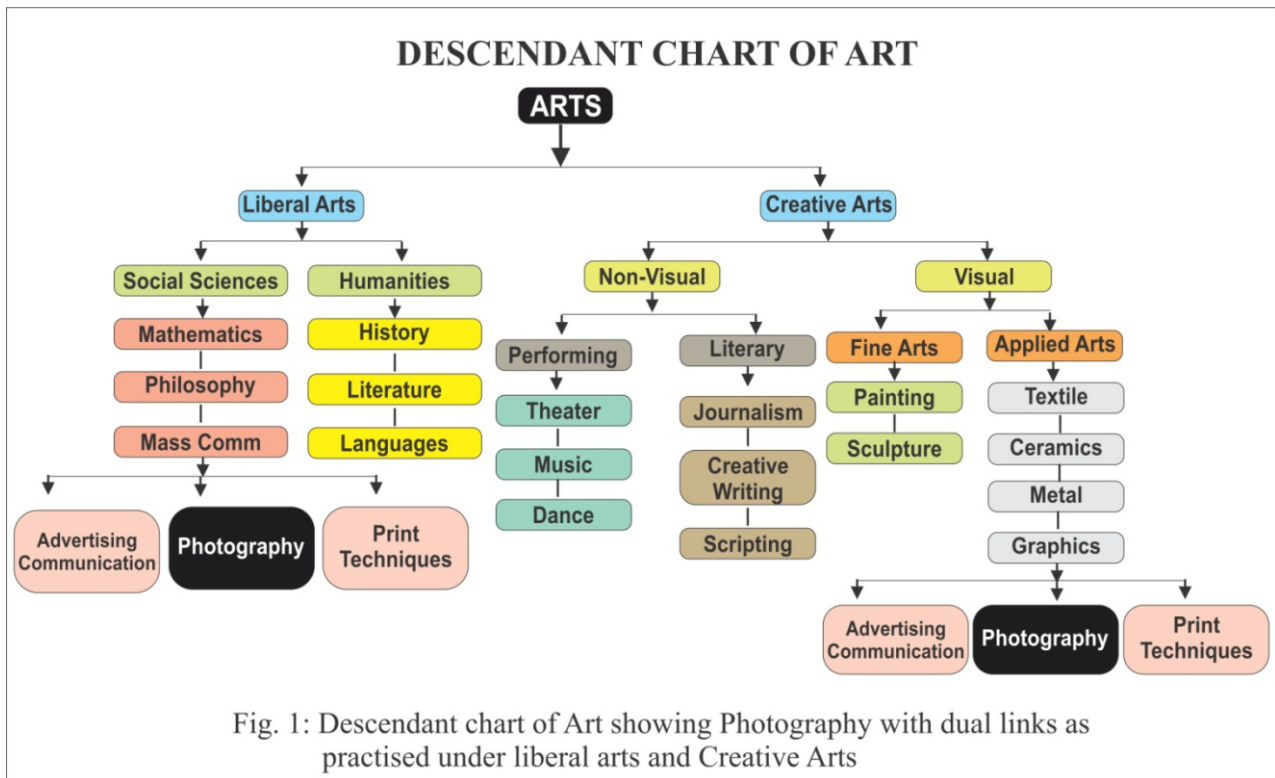 DESCENDANT CHART OF ART
ARTS
Liberal Arts
Creative Arts
Social Sciences
Humanities
Non-Visual
Visual
Mathematics
History
Performing
Literary
Fine Arts
Applied Arts
Philosophy
Literature
Theater
Journalism
Painting
Textile
Mass Comm
Languages
Music
Creative
Writing
Sculpture
Ceramics
Dance
Scripting
Metal
Graphics
Advertising
Communication
Photography
Print
Techniques
Advertising
Communication
Photography
Print
Techniques
Fig. 1: Descendant chart of Art showing Photography with dual links as
practised under liberal arts and Creative Arts